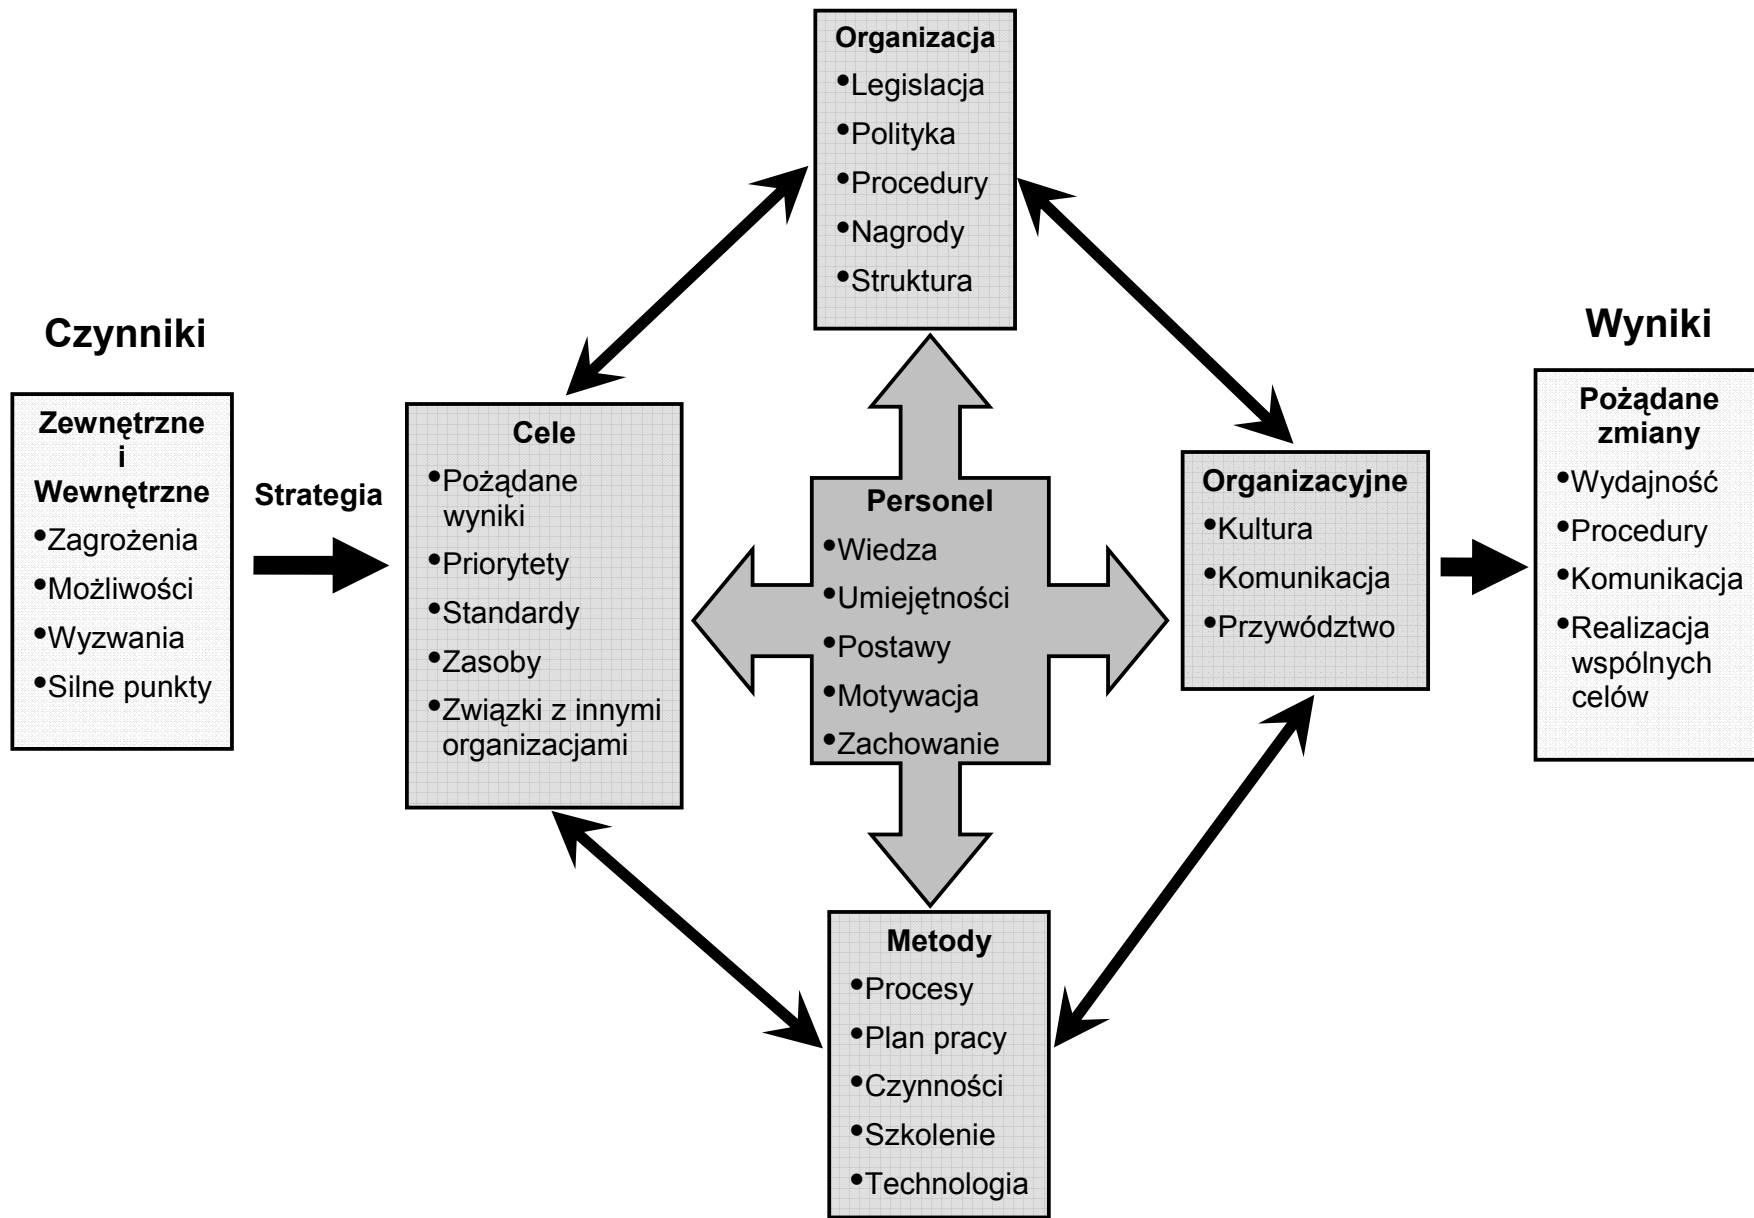 Organizacja
•Legislacja
•Polityka
•Procedury
•Nagrody
•Struktura
Czynniki
Zewnętrzne
i
Wewnętrzne
•Zagrożenia
•Możliwości
•Wyzwania
•Silne punkty
Strategia
Cele
•Pożądane
wyniki
•Priorytety
•Standardy
•Zasoby
•Związki z innymi
organizacjami
Personel
•Wiedza
•Umiejętności
•Postawy
•Motywacja
•Zachowanie
Organizacyjne
•Kultura
•Komunikacja
•Przywództwo
Wyniki
Pożądane
zmiany
•Wydajność
•Procedury
•Komunikacja
•Realizacja
wspólnych
celów
Metody
•Procesy
•Plan pracy
•Czynności
•Szkolenie
•Technologia